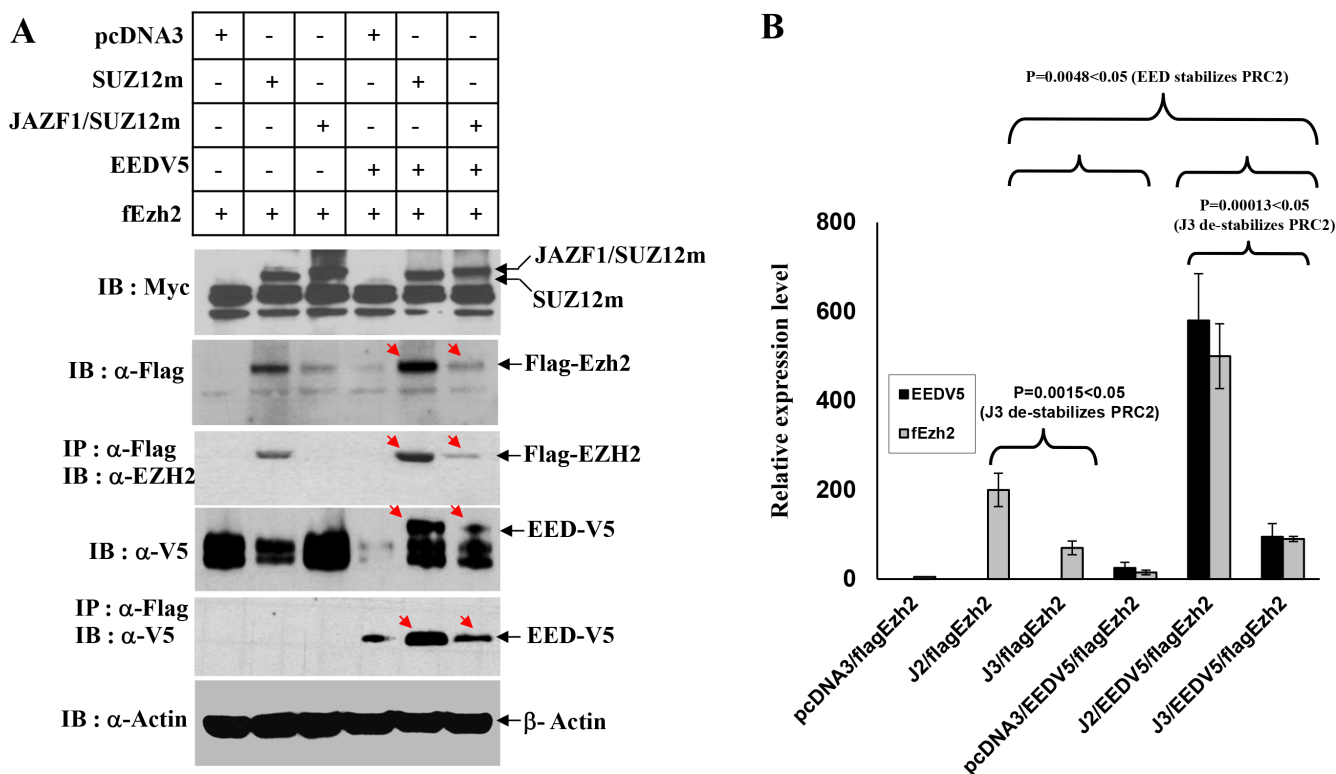 A
pcDNA3 + - - + - -
SUZ12m - + - - + -
JAZF1/SUZ12m - - + - - +
EEDV5 - - - + + +
fEzh2 + + + + + +
IB : Myc
JAZF1/SUZ12m
SUZ12m
IB : α-Flag
Flag-Ezh2
IP : α-Flag
IB : α-EZH2
Flag-EZH2
IB : α-V5
EED-V5
IP : α-Flag
IB : α-V5
EED-V5
IB : α-Actin
β- Actin
B
P=0.0048<0.05 (EED stabilizes PRC2)
P=0.00013<0.05
(J3 de-stabilizes PRC2)
P=0.0015<0.05
(J3 de-stabilizes PRC2)
EEDV5
fEzh2
Relative expression level
800
600
400
200
0
pcDNA3/flagEzh2
J2/flagEzh2
J3/flagEzh2
pcDNA3/EEDV5/flagEzh2
J2/EEDV5/flagEzh2
J3/EEDV5/flagEzh2